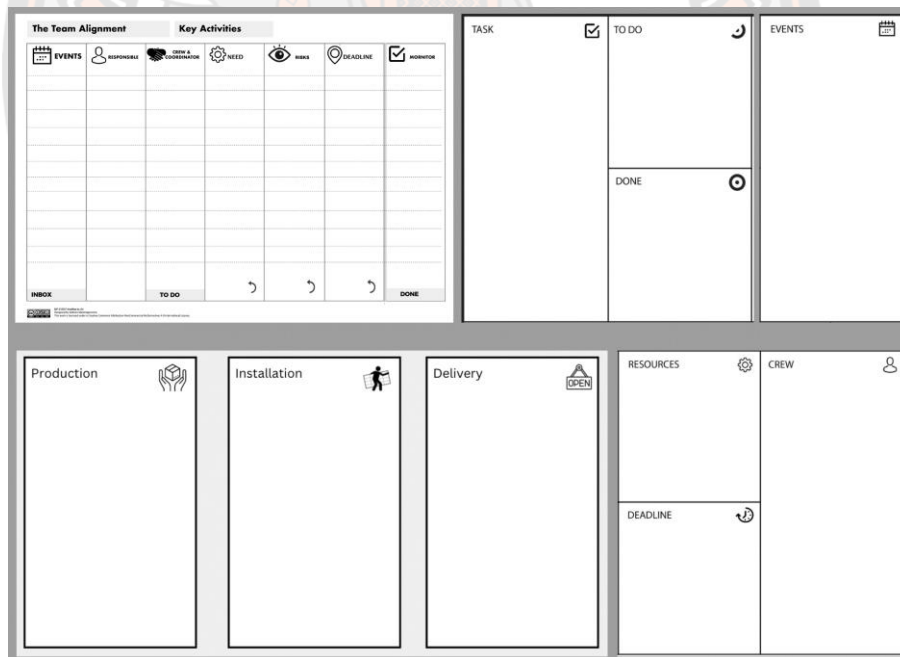 The Team Alignment Key Activities
EVENTS RESPONSIBLE CREW & COORDINATOR NEED RISKS DEADLINE MORNITOR
INBOX TO DO DONE
TASK
TO DO
DONE
EVENTS
Production
Installation
Delivery
OPEN
RESOURCES
DEADLINE
CREW